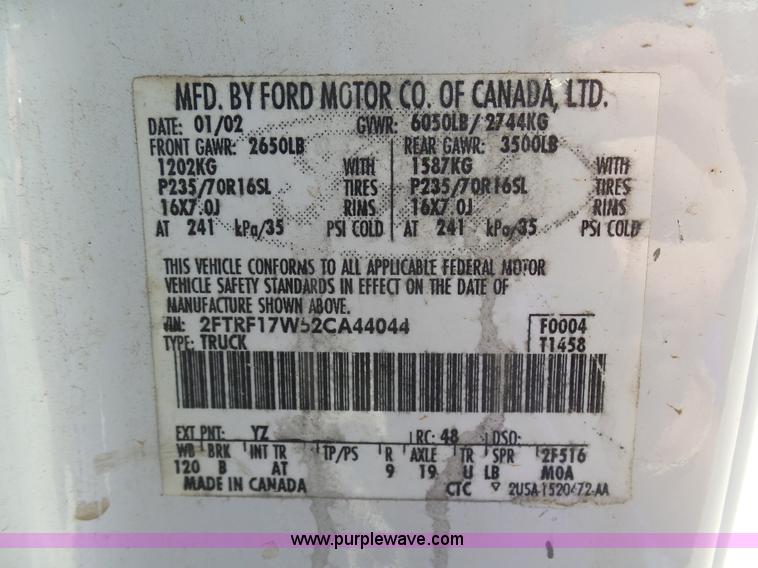 MFD. BY FORD MOTOR CO. OF CANADA, LTD.
DATE: 01/02 GVWR: 6050LB/ 2744KG
FRONT GAWR: 2650LB REAR GAWR: 3500LB
1202KG WITH 1587KG WITH
P235/70R16SL TIRES P235/70R16SL TIRES
16X7.0J RIMS 16X7.0J RIMS
AT 241 kPa/35 PSI COLD AT 241 kPa/35 PSI COLD
THIS VEHICLE CONFORMS TO ALL APPLICABLE FEDERAL MOTOR
VEHICLE SAFETY STANDARDS IN EFFECT ON THE DATE OF
MANUFACTURE SHOWN ABOVE.
VIN: 2FTRF17W52CA44044 F0004
TYPE: TRUCK T1458
EXT PNT: YZ RC: 48 DSO:
WB BRK INT TR TP/PS R AXLE TR SPR 2F516
120 B AT 9 19 U LB MOA
MADE IN CANADA CTC 2U5A-1520472-AA
www.purplewave.com